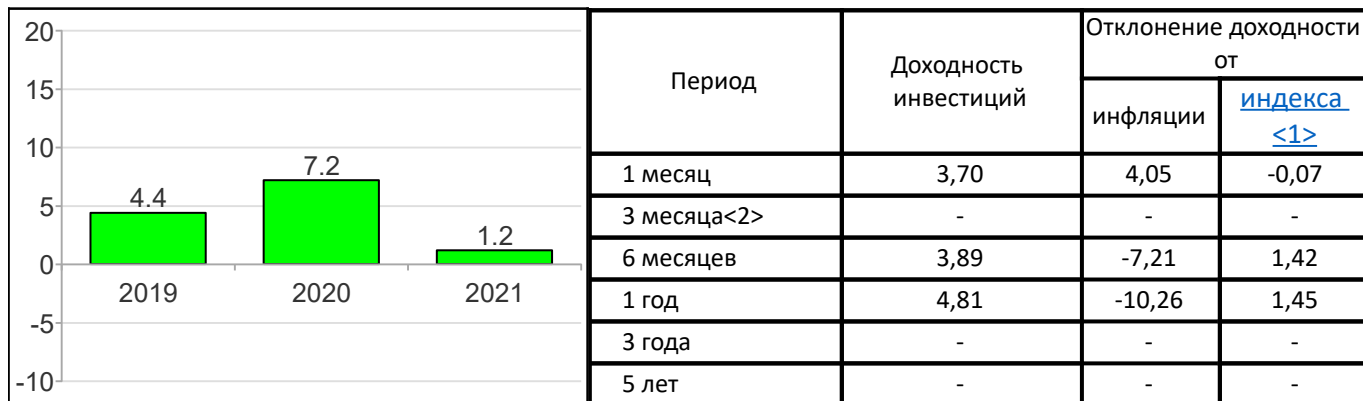 20
15
10
5
0
-5
-10
4.4
7.2
1.2
2019 2020 2021
Период
Доходность
инвестиций
Отклонение доходности
от
инфляции
индекса
<1>
1 месяц 3,70 4,05 -0,07
3 месяца<2> - - -
6 месяцев 3,89 -7,21 1,42
1 год 4,81 -10,26 1,45
3 года - - -
5 лет - - -